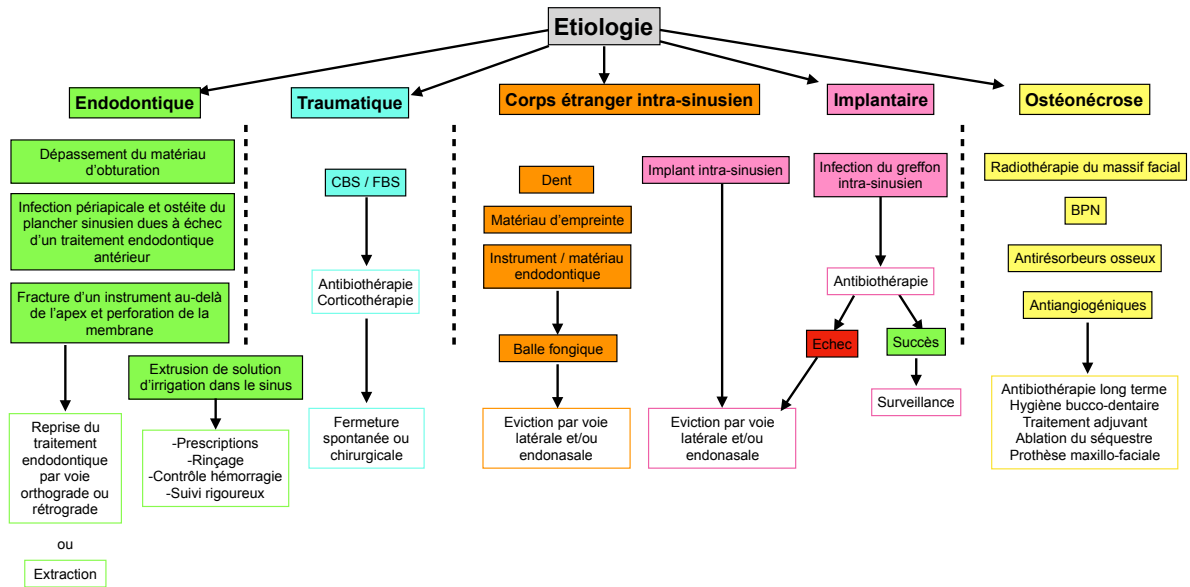 Etiologie
Endodontique
Traumatique
Corps étranger intra-sinusien
Implantaire
Ostéonécrose
Dépassement du matériau
d'obturation
Infection périapicale et ostéite du
plancher sinusien dues à échec
d'un traitement endodontique
antérieur
Fracture d'un instrument au-delà
de l'apex et perforation de la
membrane
Extrusion de solution
d'irrigation dans le sinus
Reprise du
traitement
endodontique
par voie
orthograde ou
rétrograde
ou
Extraction
-Prescriptions
-Rinçage
-Contrôle hémorragie
-Suivi rigoureux
CBS / FBS
Antibiothérapie
Corticothérapie
Fermeture
spontanée ou
chirurgicale
Dent
Matériau d'empreinte
Instrument / matériau
endodontique
Balle fongique
Eviction par voie
latérale et/ou
endonasale
Implant intra-sinusien
Infection du greffon
intra-sinusien
Antibiothérapie
Echec
Succès
Surveillance
Eviction par voie
latérale et/ou
endonasale
Radiothérapie du massif facial
BPN
Antirésorbeurs osseux
Antiangiogéniques
Antibiothérapie long terme
Hygiène bucco-dentaire
Traitement adjuvant
Ablation du séquestre
Prothèse maxillo-faciale